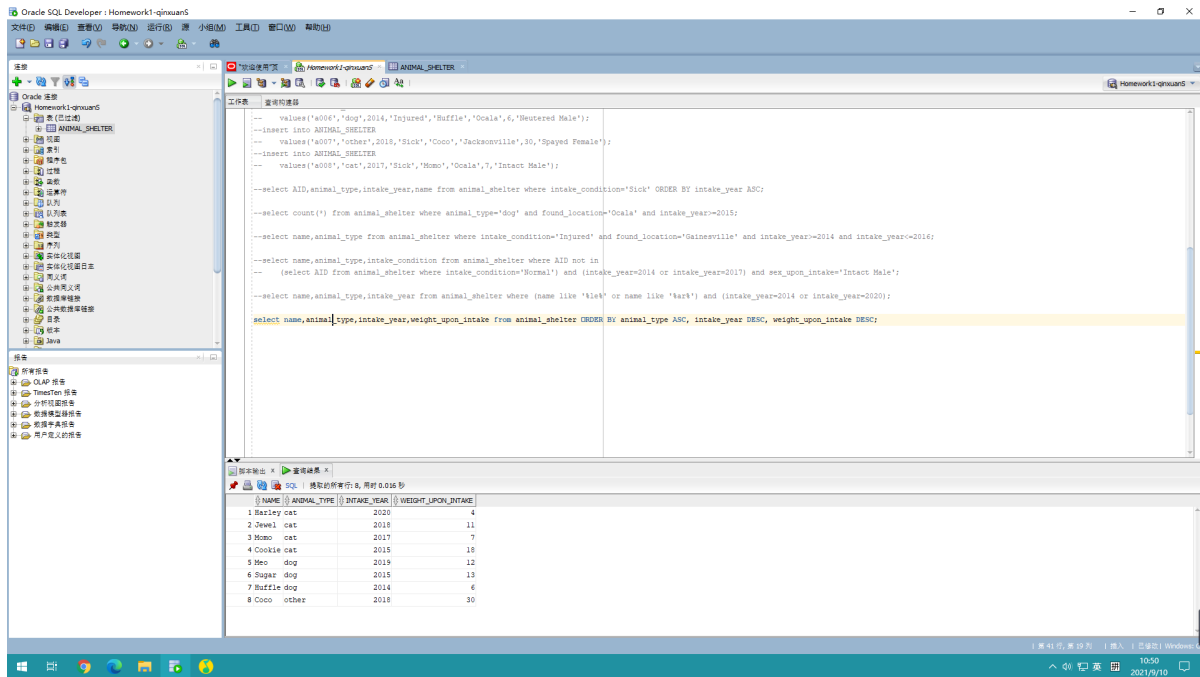 Oracle SQL Developer : Homework1-qinxuanS
文件(F) 编辑(E) 查看(V) 导航(N) 运行(R) 源 小组(M) 工具(T) 窗口(W) 帮助(H)
连接
"欢迎使用"页
Homework1-qinxuanS
ANIMAL_SHELTER
Homework1-qinxuanS
Oracle 连接
Homework1-qinxuanS
表 (已过滤)
ANIMAL_SHELTER
视图
索引
程序包
过程
函数
运算符
队列
队列表
触发器
类型
序列
实体化视图
实体化视图日志
同义词
公共同义词
数据库链接
公共数据库链接
目录
版本
Java
工作表 查询构建器
-- values('a006','dog',2014,'Injured','Huffle','Ocala',6,'Neutered Male');
--insert into ANIMAL_SHELTER
-- values('a007','other',2018,'Sick','Coco','Jacksonville',30,'Spayed Female');
--insert into ANIMAL_SHELTER
-- values('a008','cat',2017,'Sick','Momo','Ocala',7,'Intact Male');
--select AID,animal_type,intake_year,name from animal_shelter where intake_condition='Sick' ORDER BY intake_year ASC;
--select count(*) from animal_shelter where animal_type='dog' and found_location='Ocala' and intake_year>=2015;
--select name,animal_type from animal_shelter where intake_condition='Injured' and found_location='Gainesville' and intake_year>=2014 and intake_year<=2016;
--select name,animal_type,intake_condition from animal_shelter where AID not in
-- (select AID from animal_shelter where intake_condition='Normal') and (intake_year=2014 or intake_year=2017) and sex_upon_intake='Intact Male';
--select name,animal_type,intake_year from animal_shelter where (name like '%le%' or name like '%ar%') and (intake_year=2014 or intake_year=2020);
select name,animal_type,intake_year,weight_upon_intake from animal_shelter ORDER BY animal_type ASC, intake_year DESC, weight_upon_intake DESC;
报告
所有报告
OLAP 报告
TimesTen 报告
分析视图报告
数据模型器报告
数据字典报告
用户定义的报告
脚本输出 x 查询结果 x
SQL | 提取的所有行: 8, 用时 0.016 秒
NAME ANIMAL_TYPE INTAKE_YEAR WEIGHT_UPON_INTAKE
1 Harley cat 2020 4
2 Jewel cat 2018 11
3 Momo cat 2017 7
4 Cookie cat 2015 18
5 Meo dog 2019 12
6 Sugar dog 2015 13
7 Huffle dog 2014 6
8 Coco other 2018 30
第 41 行, 第 19 列 | 插入 | 已修改 | Windows:
英 拼
10:50
2021/9/10